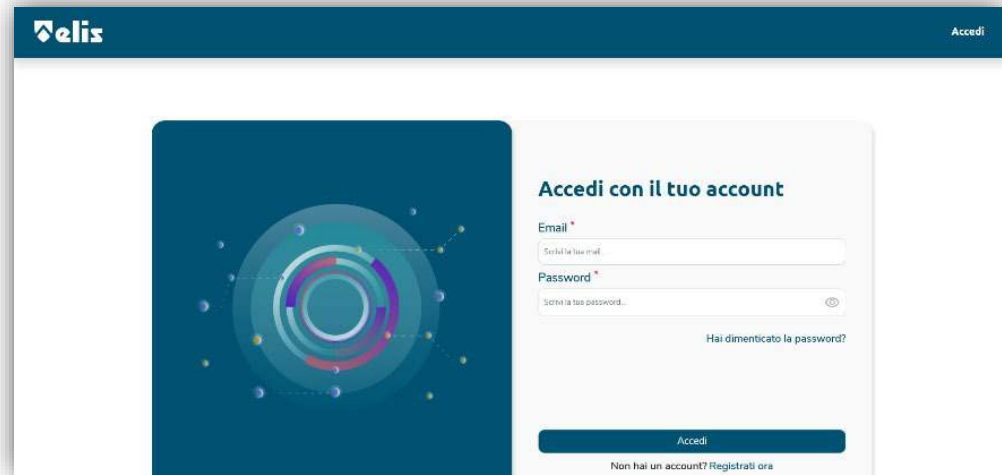 elis
Accedi
Accedi con il tuo account
Email *
Scrivi la tua mail...
Password *
Scrivi la tua password...
Hai dimenticato la password?
Accedi
Non hai un account? Registrati ora